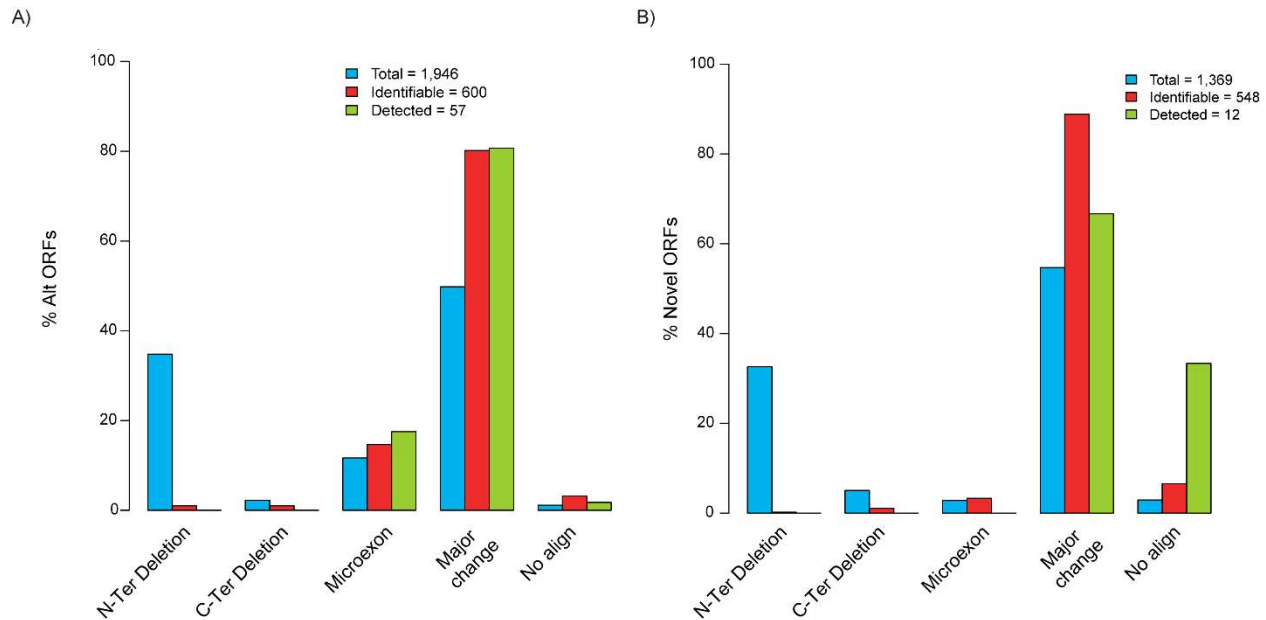 A)
% Alt ORFs
100
80
60
40
20
0
Total = 1,946
Identifiable = 600
Detected = 57
N-Ter Deletion
C-Ter Deletion
Microexon
Major
change
No align
B)
% Novel ORFs
100
80
60
40
20
0
Total = 1,369
Identifiable = 548
Detected = 12
N-Ter Deletion
C-Ter Deletion
Microexon
Major
change
No align